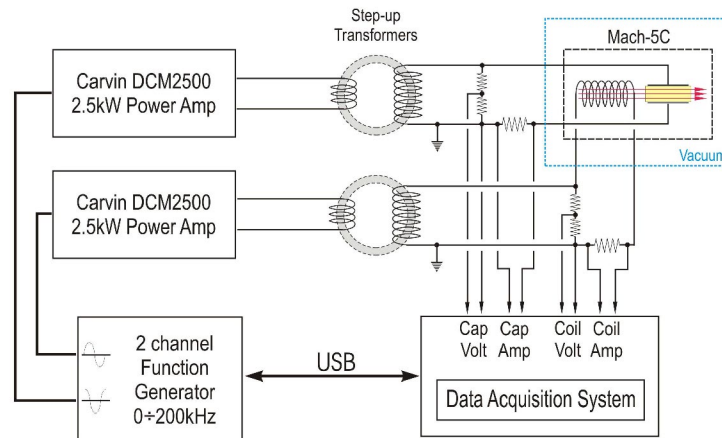 Step-up
Transformers
Mach-5C
Carvin DCM2500
2.5kW Power Amp
Vacuum
Carvin DCM2500
2.5kW Power Amp
Cap
Volt
Cap
Amp
Coil
Volt
Coil
Amp
2 channel
Function
Generator
0÷200kHz
USB
Data Acquisition System